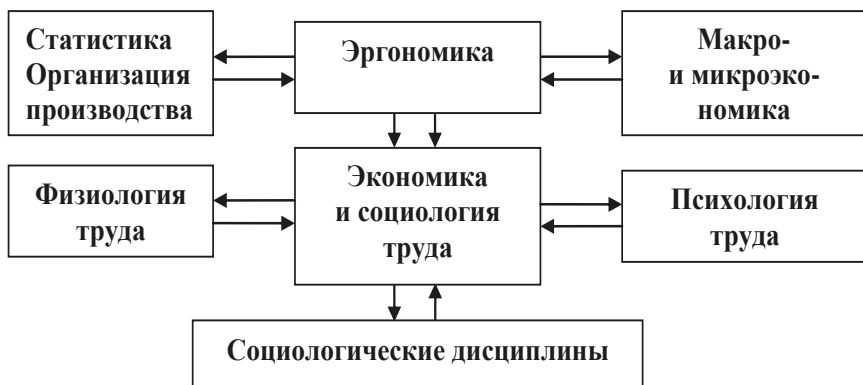 Статистика
Организация
производства
Эргономика
Макро-
и микроэко-
номика
Физиология
труда
Экономика
и социология
труда
Психология
труда
Социологические дисциплины